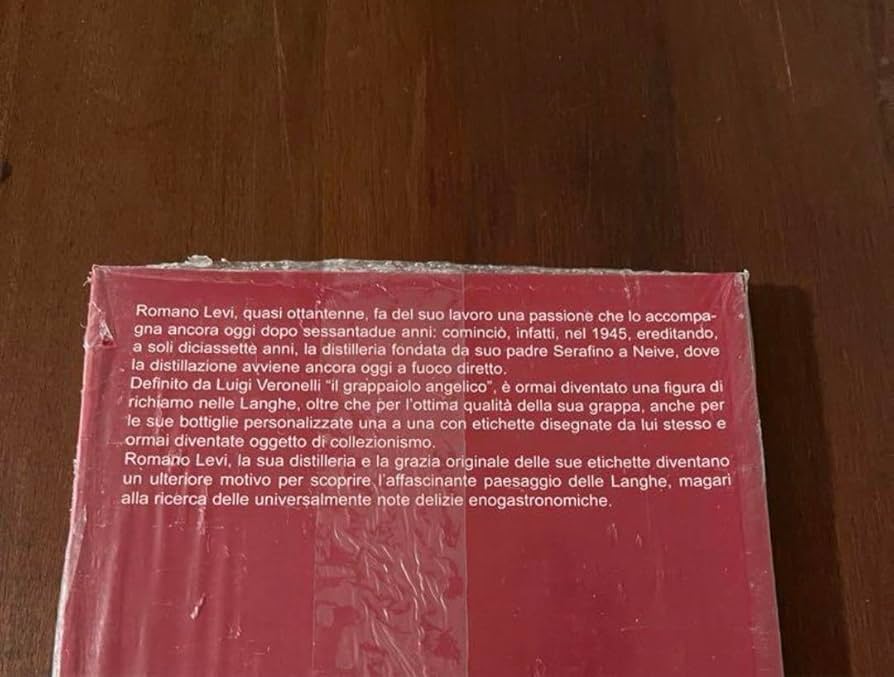 Romano Levi, quasi ottantenne, fa del suo lavoro una passione che lo accompa-
gna ancora oggi dopo sessantadue anni: cominciò, infatti, nel 1945, ereditando,
a soli diciassette anni, la distilleria fondata da suo padre Serafino a Neive, dove
la distillazione avviene ancora oggi a fuoco diretto.
Definito da Luigi Veronelli “il grappaiolo angelico”, è ormai diventato una figura di
richiamo nelle Langhe, oltre che per l’ottima qualità della sua grappa, anche per
le sue bottiglie personalizzate una a una con etichette disegnate da lui stesso e
ormai diventate oggetto di collezionismo.
Romano Levi, la sua distilleria e la grazia originale delle sue etichette diventano
un ulteriore motivo per scoprire l’affascinante paesaggio delle Langhe, magari
alla ricerca delle universalmente note delizie enogastronomiche.